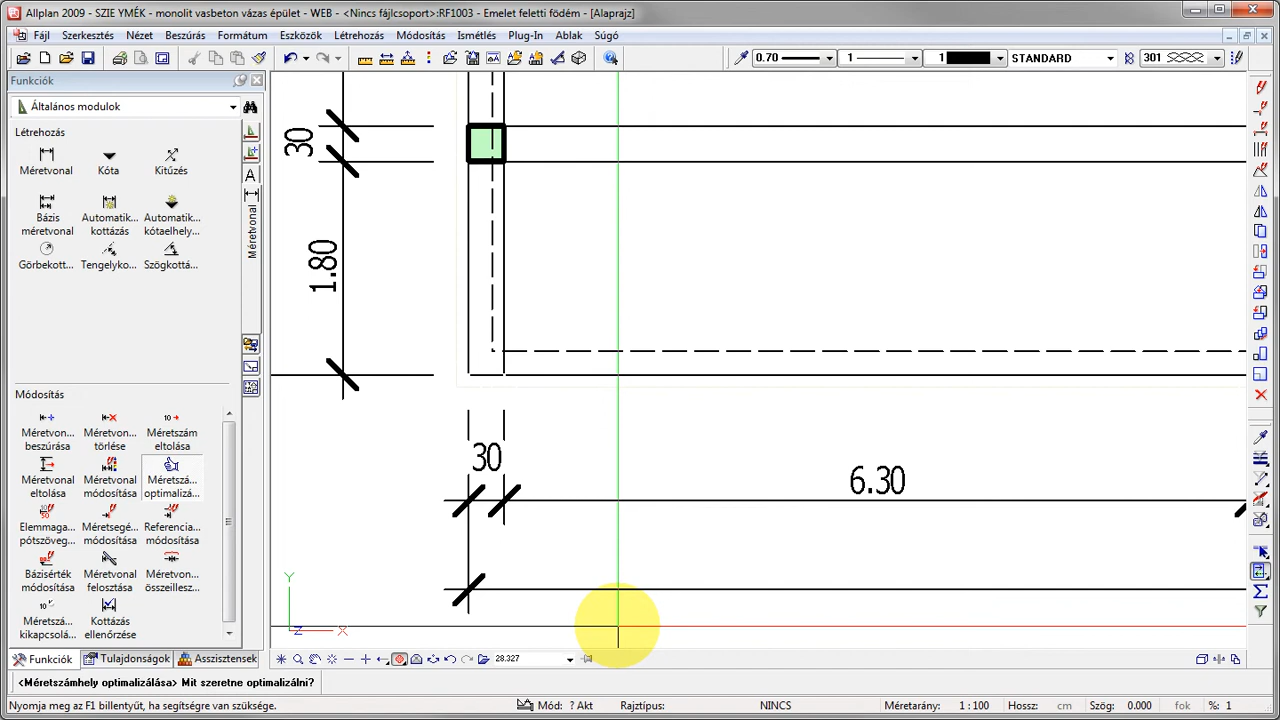 Allplan 2009 - SZIE YMÉK - monolit vasbeton vázas épület - WEB - <Nincs fájlcsoport>:RF1003 - Emelet feletti födém - [Alaprajz]
Fájl Szerkesztés Nézet Beszúrás Formátum Eszközök Létrehozás Módosítás Ismétlés Plug-In Ablak Súgó
0.70 1 1 STANDARD 301
Funkciók
Általános modulok
Létrehozás
Méretvonal Kóta Kitűzés
Bázis méretvonal Automatik... kottázás Automatik... kótaelhely...
Görbekott... Tengelyko... Szögkottá...
Méretvonal
Módosítás
Méretvon... beszúrása Méretvon... törlése Méretszám eltolása
Méretvonal eltolása Méretvonal módosítása Méretszá... optimalizá...
Elemmaga... pótszöveg... Méretsegé... módosítása Referencia... módosítása
Bázisérték módosítása Méretvonal felosztása Méretvon... összeillesz...
Méretszá... kikapcsolá... Kottázás ellenőrzése
Funkciók Tulajdonságok Asszisztensek
30
1.80
30
6.30
Y
Z X
28.327
<Méretszámhely optimalizálása> Mit szeretne optimalizálni?
Nyomja meg az F1 billentyűt, ha segítségre van szüksége. Mód: ? Akt Rajztípus: NINCS Méretarány: 1 : 100 Hossz: cm Szög: 0.000 fok %: 1